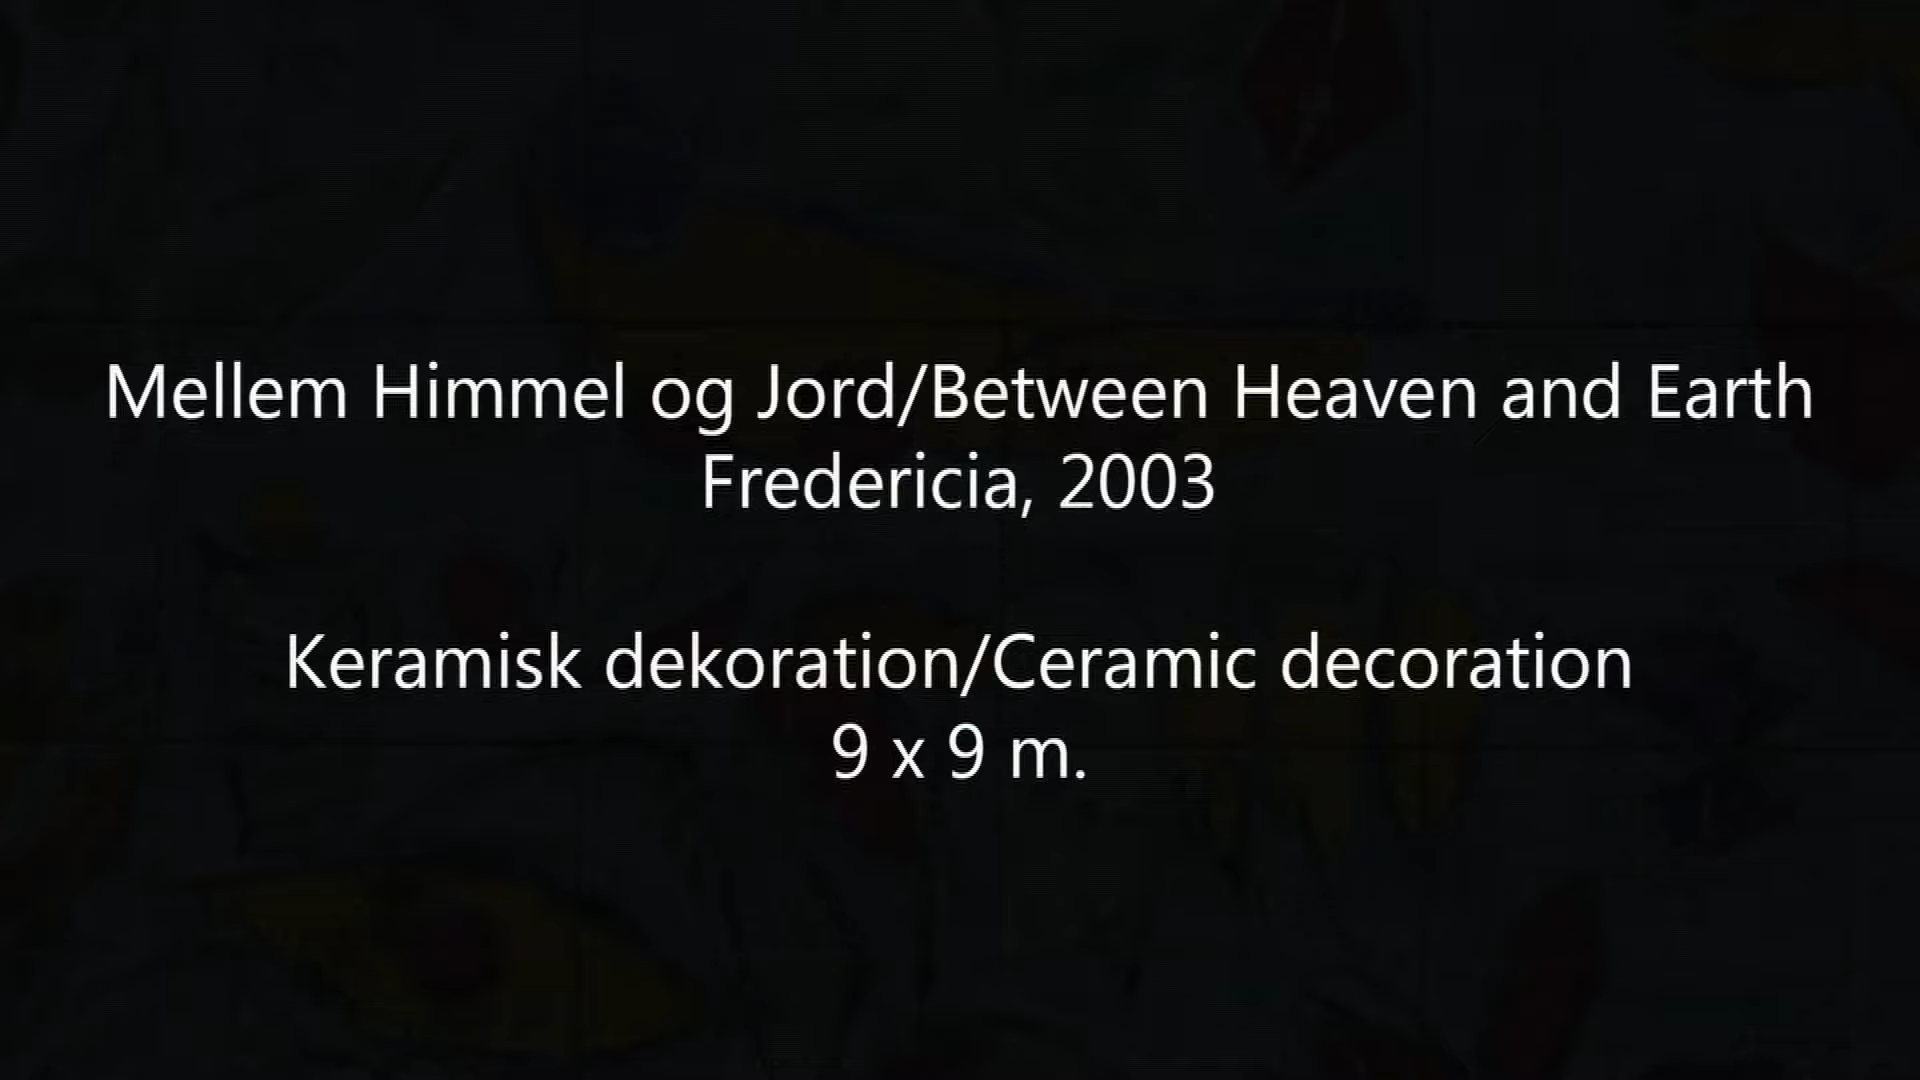 Mellem Himmel og Jord/Between Heaven and Earth
Fredericia, 2003
Keramisk dekoration/Ceramic decoration
9 x 9 m.